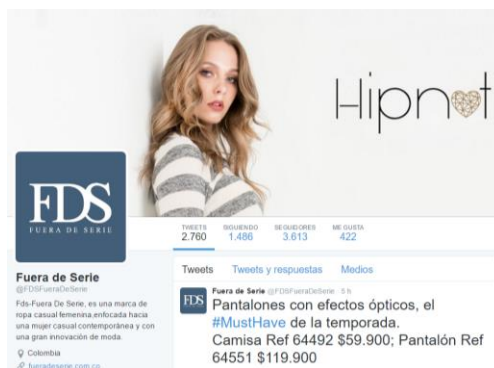 Hipn t
FDS
FUERA DE SERIE
TWEETS SIGUIENDO SEGUIDORES ME GUSTA
2.760 1.486 3.613 422
Fuera de Serie
@FDSFueraDeSerie
Fds-Fuera De Serie, es una marca de
ropa casual femenina,enfocada hacia
una mujer casual contemporánea y con
una gran innovación de moda.
Colombia
fueradeserie.com.co
Tweets Tweets y respuestas Medios
FDS
Fuera de Serie @FDSFueraDeSerie 5 h
Pantalones con efectos ópticos, el
#MustHave de la temporada.
Camisa Ref 64492 $59.900; Pantalón Ref
64551 $119.900